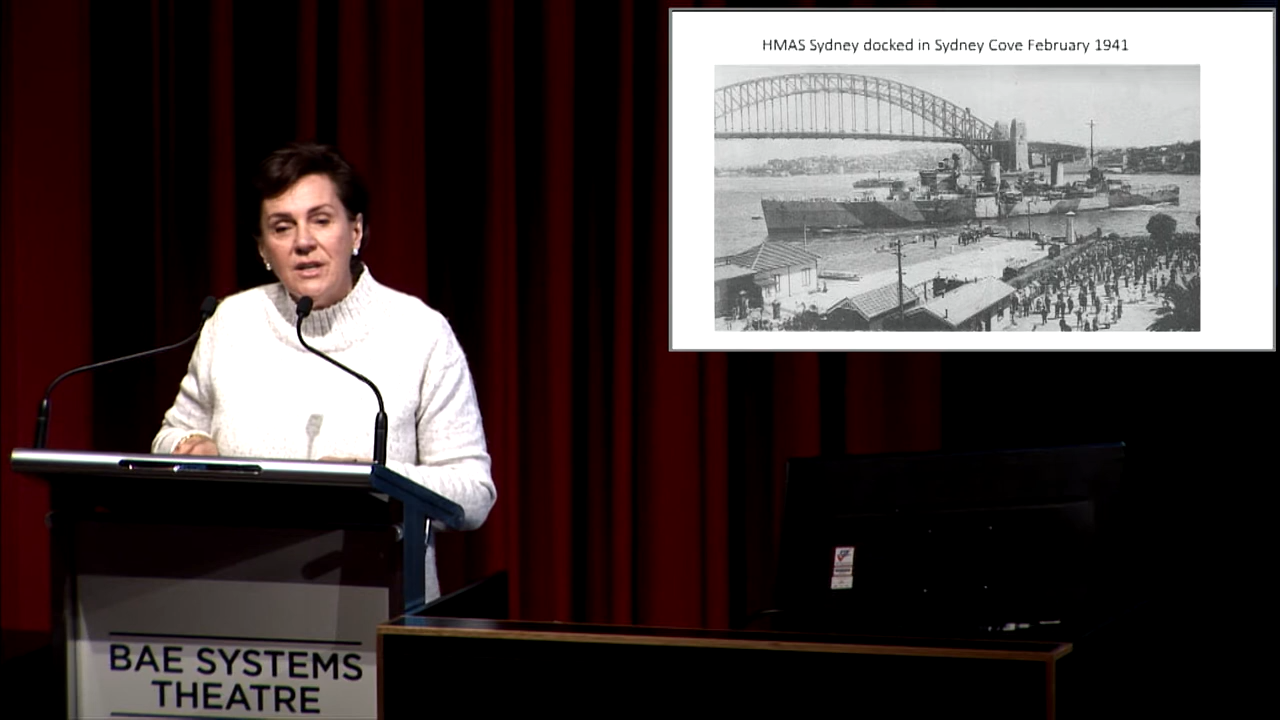 HMAS Sydney docked in Sydney Cove February 1941
BAE SYSTEMS
THEATRE